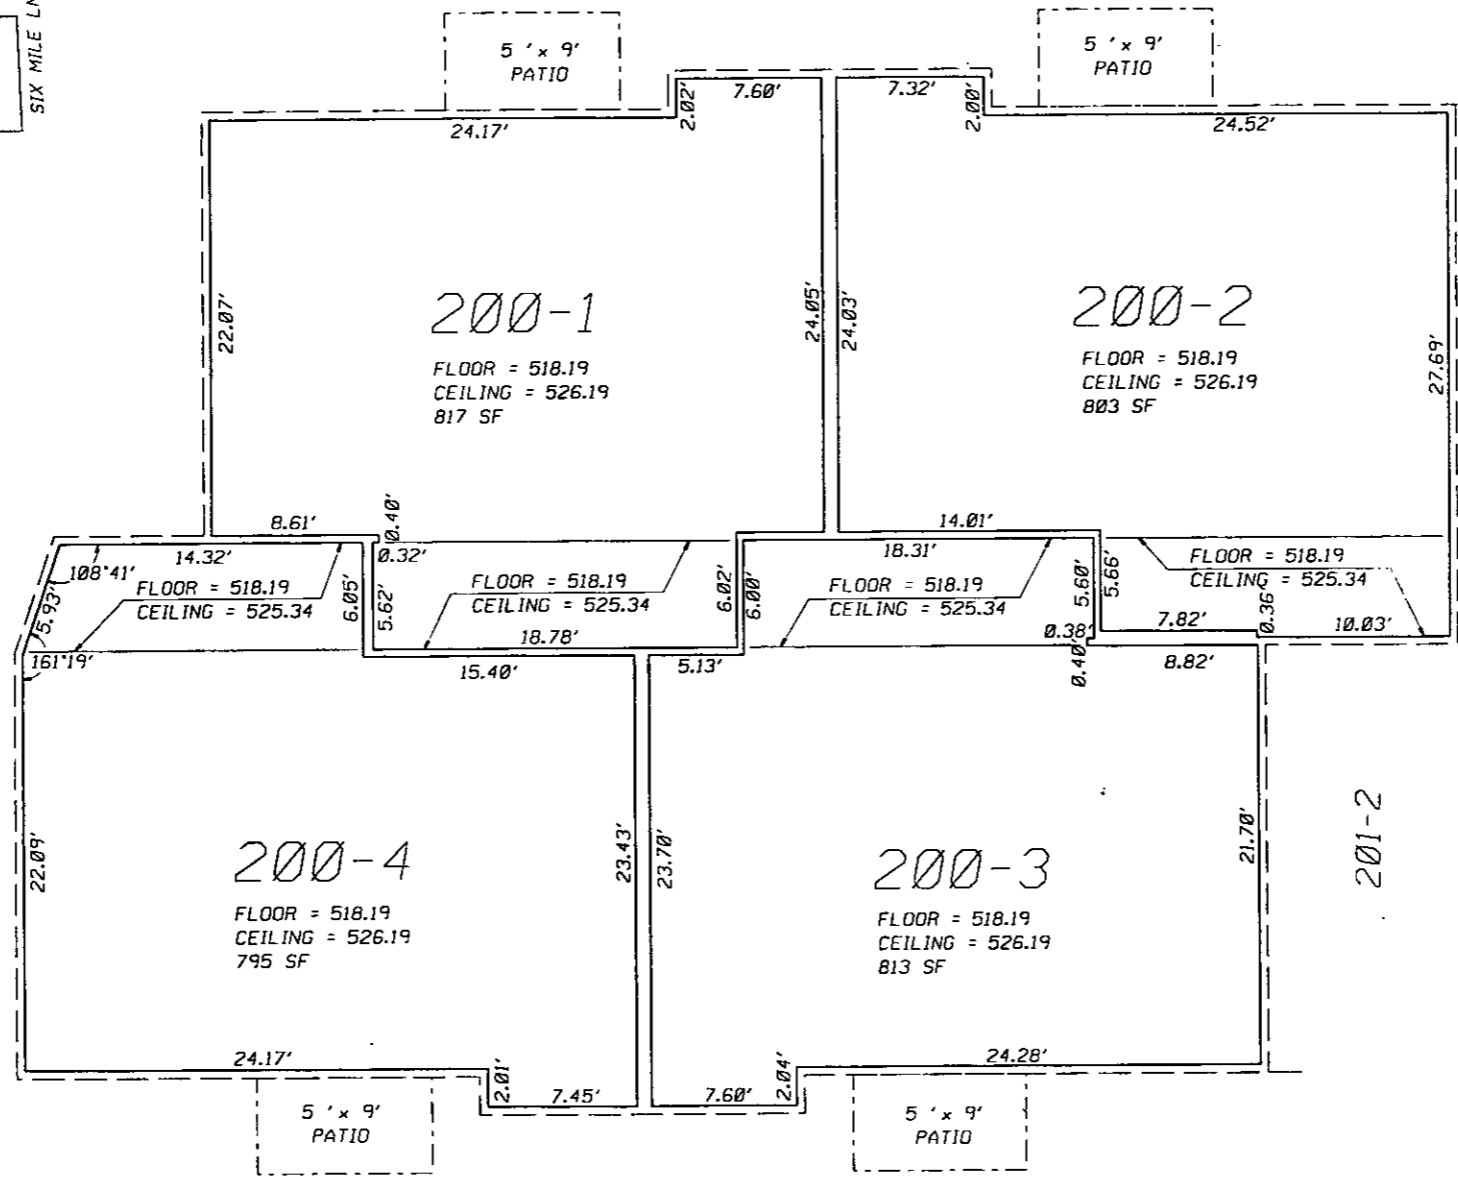 SIX MILE LN
5 ' x 9'
PATIO
5 ' x 9'
PATIO
24.17'
2.02'
7.60'
7.32'
2.00'
24.52'
22.07'
200-1
FLOOR = 518.19
CEILING = 526.19
817 SF
24.05'
24.03'
200-2
FLOOR = 518.19
CEILING = 526.19
803 SF
27.69'
8.61'
0.40'
0.32'
14.01'
14.32'
108°41'
5.93'
161°19'
FLOOR = 518.19
CEILING = 525.34
6.05'
5.62'
FLOOR = 518.19
CEILING = 525.34
18.78'
6.02'
6.00'
18.31'
FLOOR = 518.19
CEILING = 525.34
5.60'
5.66'
0.38'
0.40'
FLOOR = 518.19
CEILING = 525.34
7.82'
0.36'
10.03'
15.40'
5.13'
8.82'
22.09'
200-4
FLOOR = 518.19
CEILING = 526.19
795 SF
23.43'
23.70'
200-3
FLOOR = 518.19
CEILING = 526.19
813 SF
21.70'
201-2
24.17'
2.01'
7.45'
7.60'
2.04'
24.28'
5 ' x 9'
PATIO
5 ' x 9'
PATIO